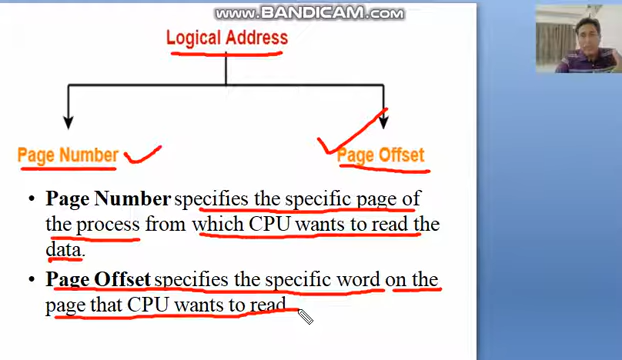 www.BANDICAM.com
Logical Address
Page Number
Page Offset
• Page Number specifies the specific page of
the process from which CPU wants to read the
data.
• Page Offset specifies the specific word on the
page that CPU wants to read